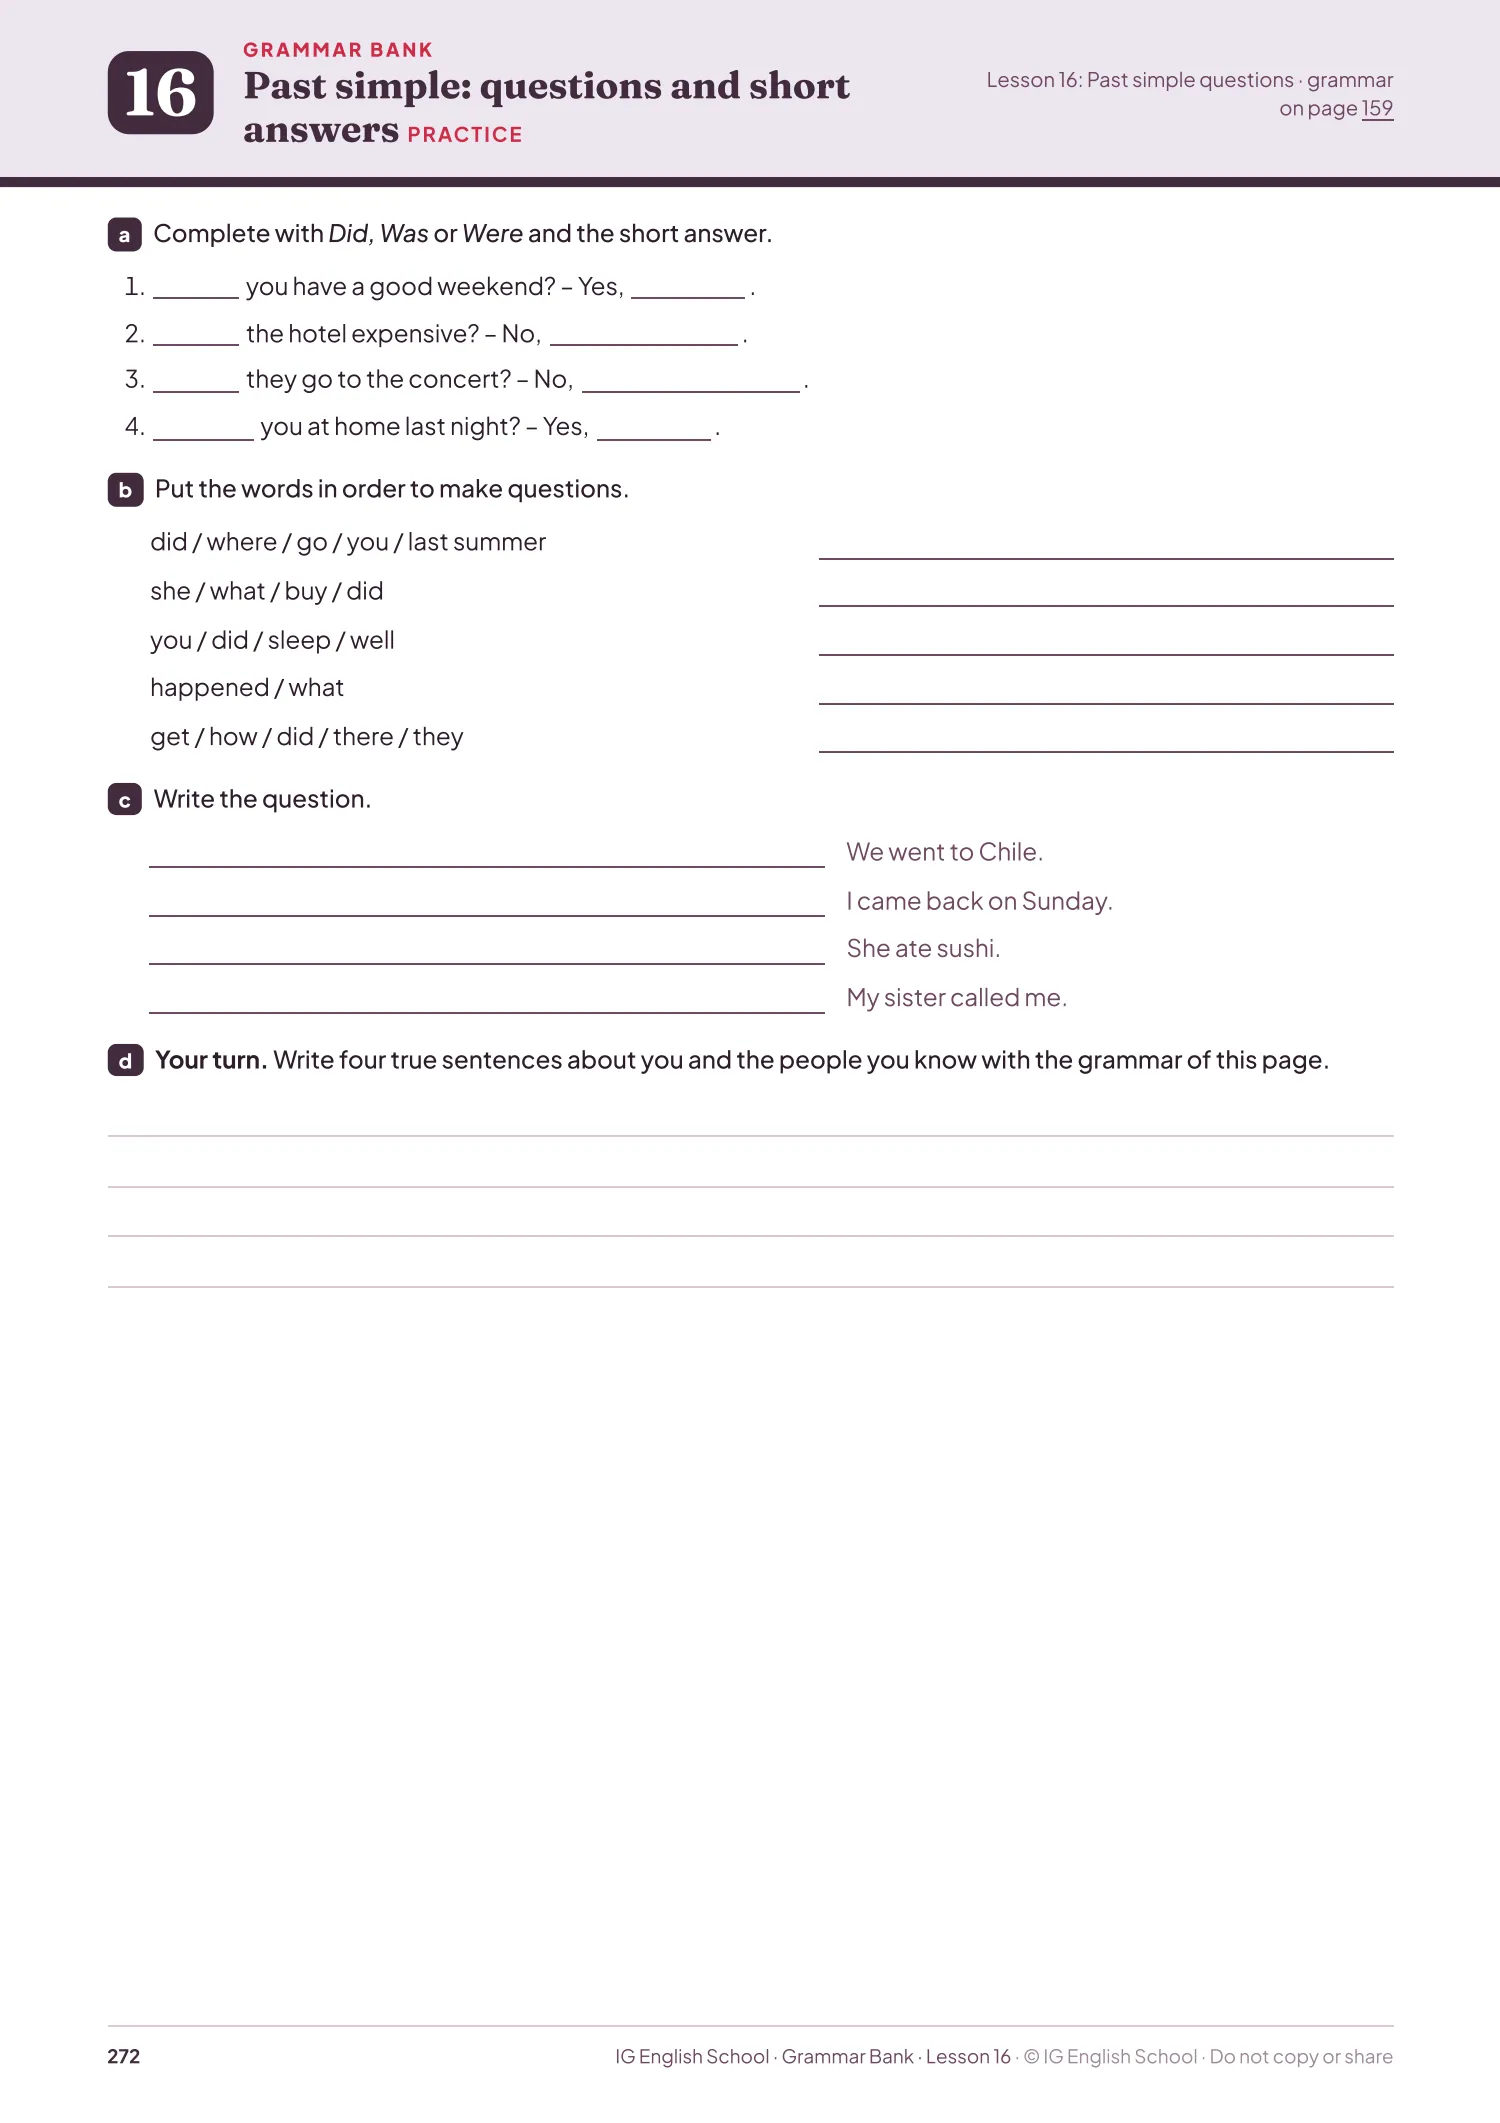 16
GRAMMAR BANK
Past simple: questions and short
answers PRACTICE
Lesson 16: Past simple questions · grammar
on page 159
a Complete with Did, Was or Were and the short answer.
1. ______ you have a good weekend? – Yes, ________ .
2. ______ the hotel expensive? – No, _____________ .
3. ______ they go to the concert? – No, _______________ .
4. _______ you at home last night? – Yes, ________ .
b Put the words in order to make questions.
did / where / go / you / last summer
she / what / buy / did
you / did / sleep / well
happened / what
get / how / did / there / they
c Write the question.
We went to Chile.
I came back on Sunday.
She ate sushi.
My sister called me.
d Your turn. Write four true sentences about you and the people you know with the grammar of this page.
272
IG English School · Grammar Bank · Lesson 16 · © IG English School · Do not copy or share